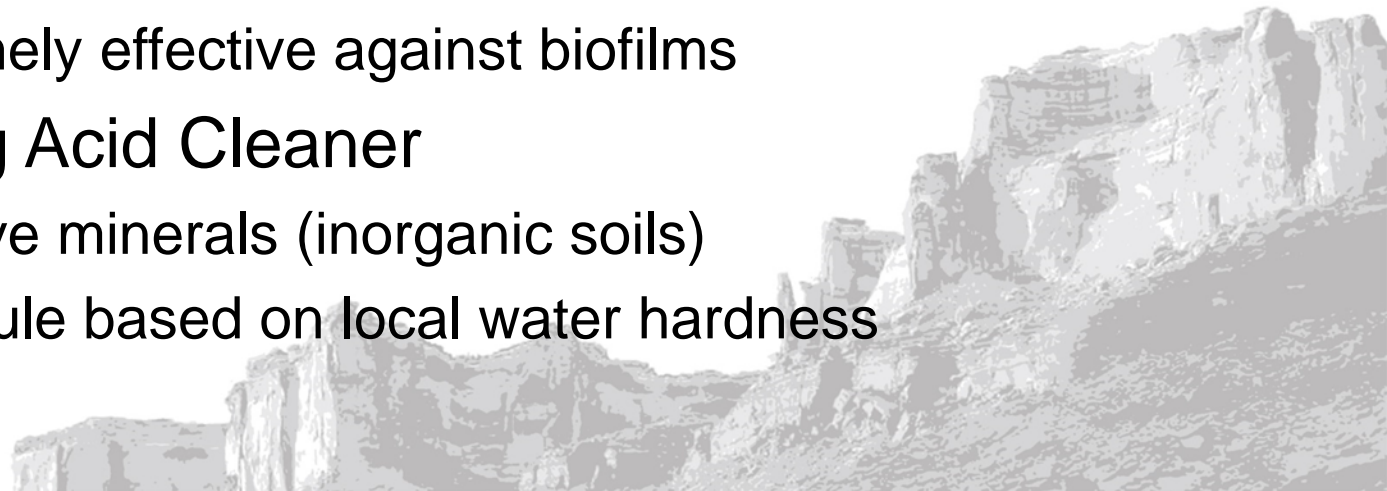 nely effective against biofilms
g Acid Cleaner
ve minerals (inorganic soils)
ule based on local water hardness